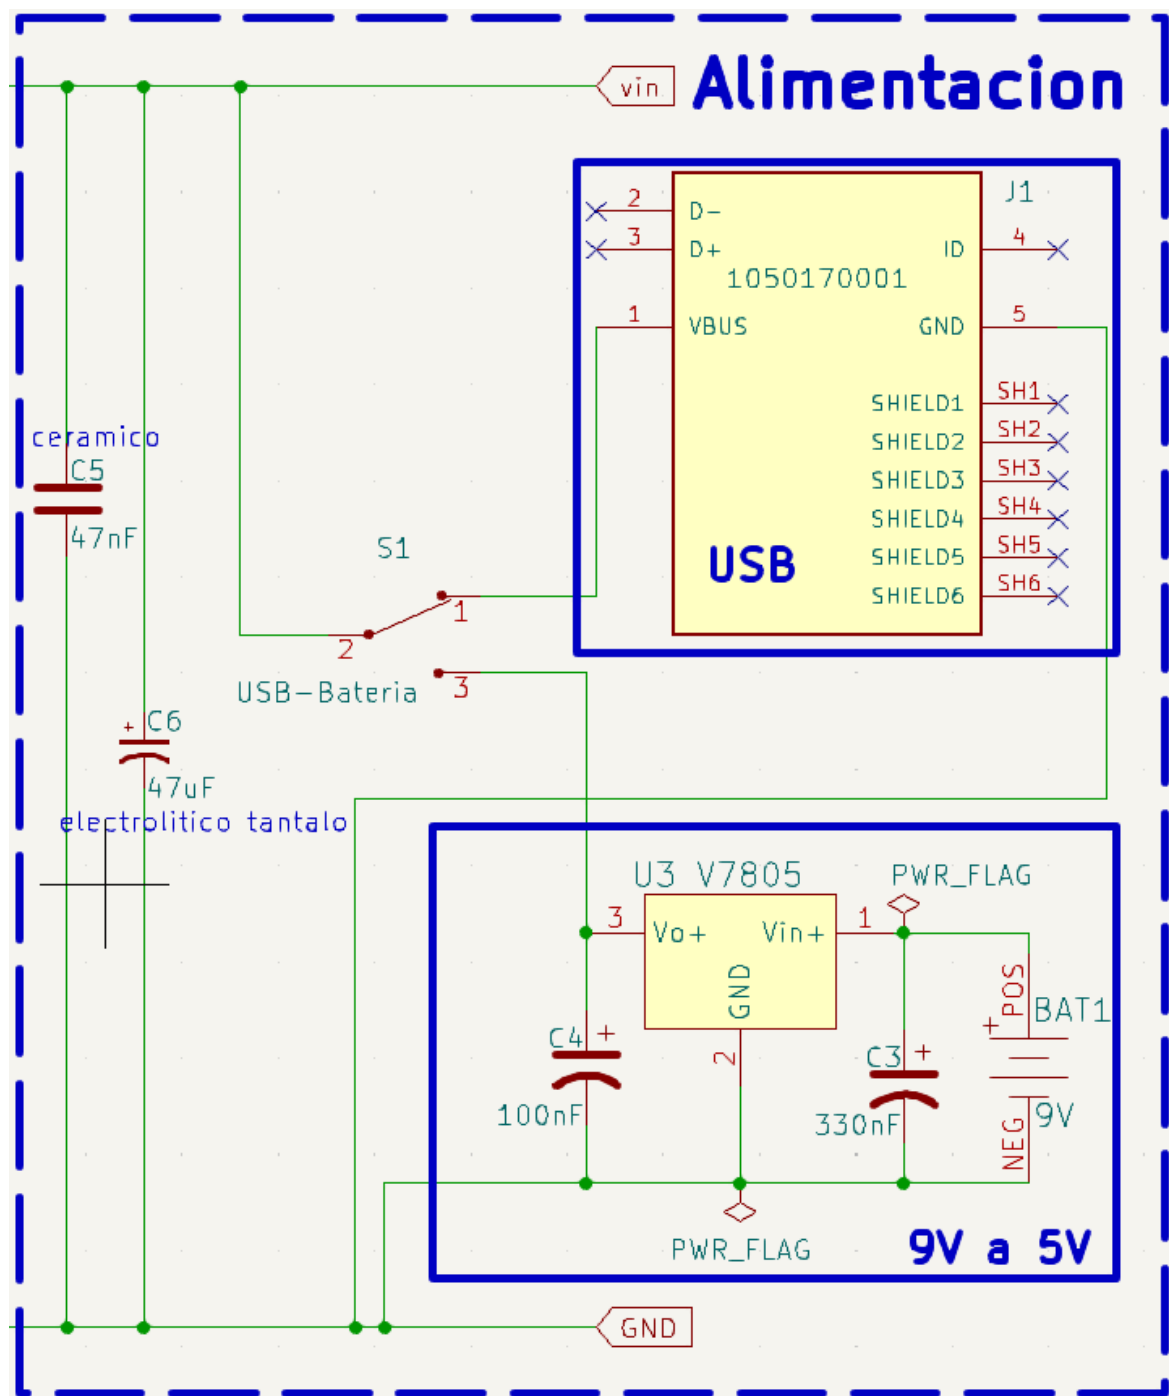 vin
Alimentacion
J1
2
D-
3
D+
ID
4
1050170001
1
VBUS
GND
5
SHIELD1
SH1
SHIELD2
SH2
SHIELD3
SH3
SHIELD4
SH4
SHIELD5
SH5
SHIELD6
SH6
USB
ceramico
C5
47nF
S1
1
2
3
USB-Bateria
+
C6
47uF
electrolitico tantalo
U3 V7805
PWR_FLAG
3
Vo+
Vin+
1
GND
2
C4
+
100nF
C3
+
330nF
POS
+
BAT1
9V
NEG
PWR_FLAG
9V a 5V
GND